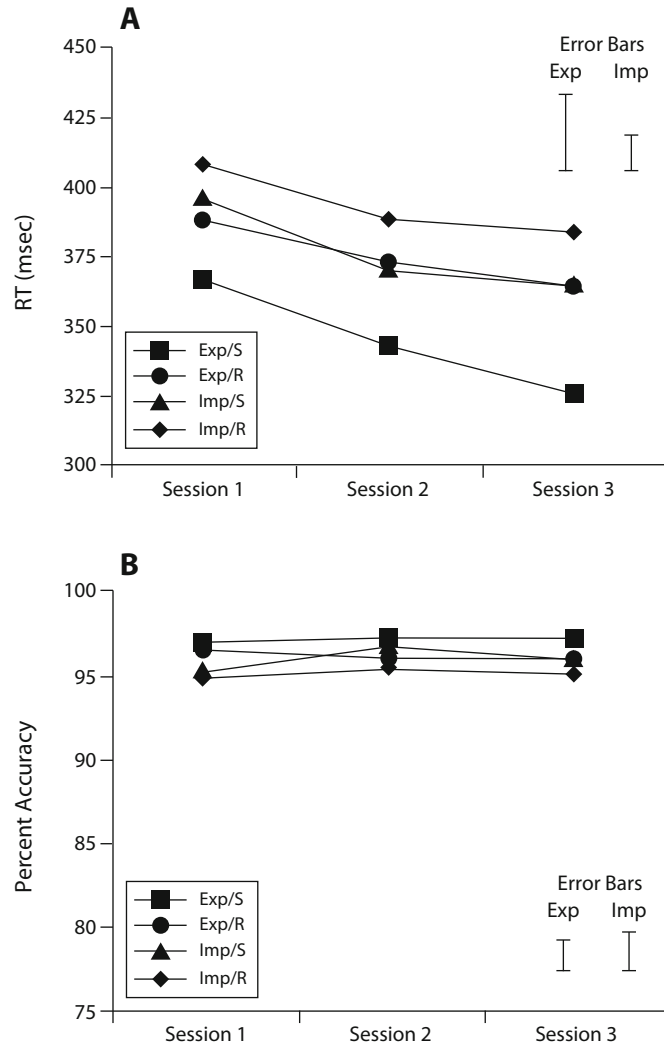 A
450
425
400
375
350
325
300
RT (msec)
Error Bars
Exp Imp
Exp/S
Exp/R
Imp/S
Imp/R
Session 1 Session 2 Session 3
B
100
95
90
85
80
75
Percent Accuracy
Exp/S
Exp/R
Imp/S
Imp/R
Error Bars
Exp Imp
Session 1 Session 2 Session 3